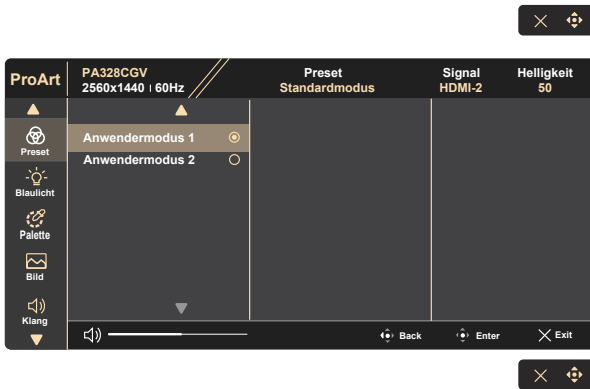 ProArt
PA328CGV
2560x1440 | 60Hz
Preset
Standardmodus
Signal
HDMI-2
Helligkeit
50
Preset
Blaulicht
Palette
Bild
Klang
Anwendermodus 1
Anwendermodus 2
Back
Enter
Exit